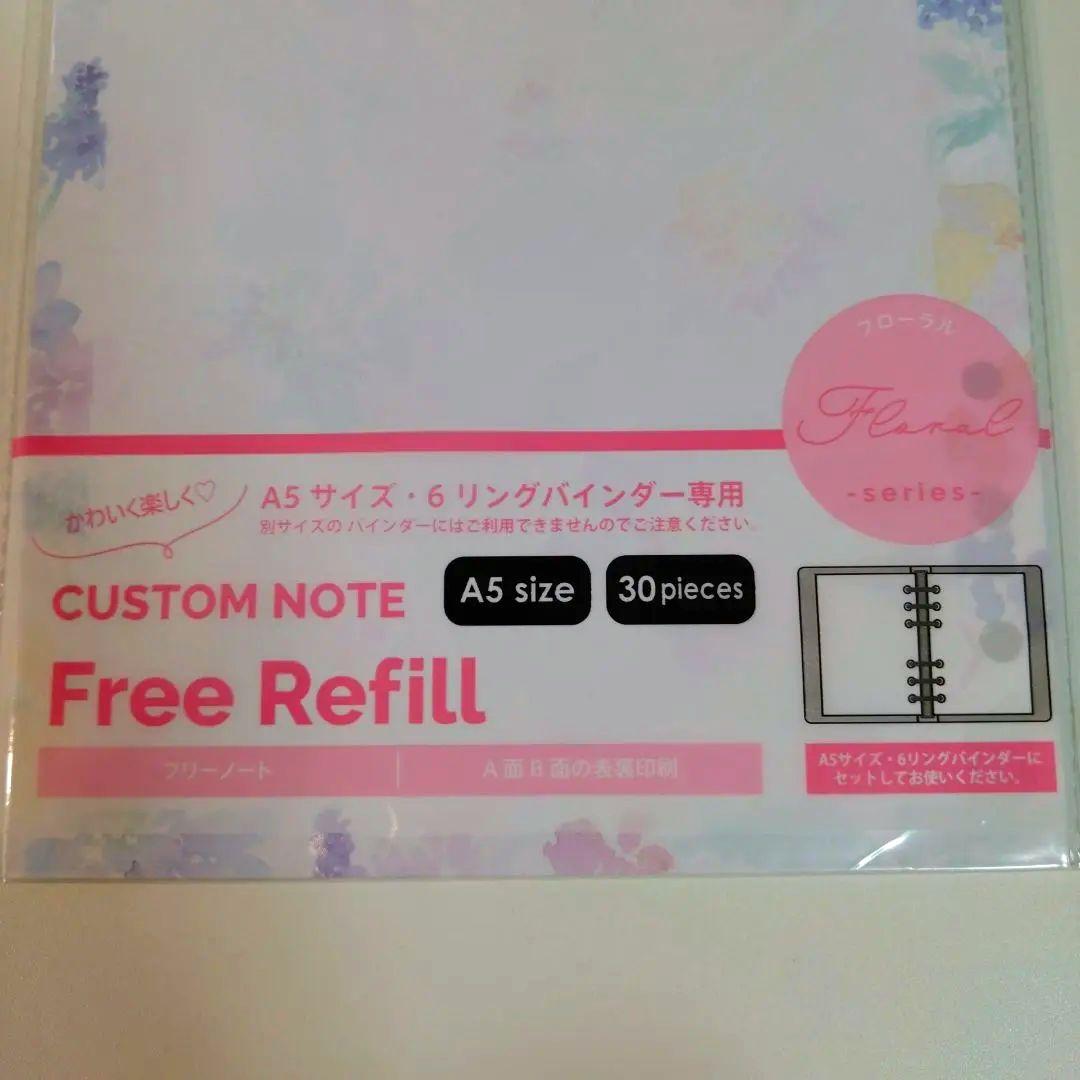 フローラル
Floral
-series-
かわいく楽しく♡
A5 サイズ・6 リングバインダー専用
別サイズの バインダーにはご利用できませんのでご注意ください。
CUSTOM NOTE
A5 size
30 pieces
Free Refill
フリーノート
A面B面の表裏印刷
A5サイズ・6リングバインダーに
セットしてお使いください。